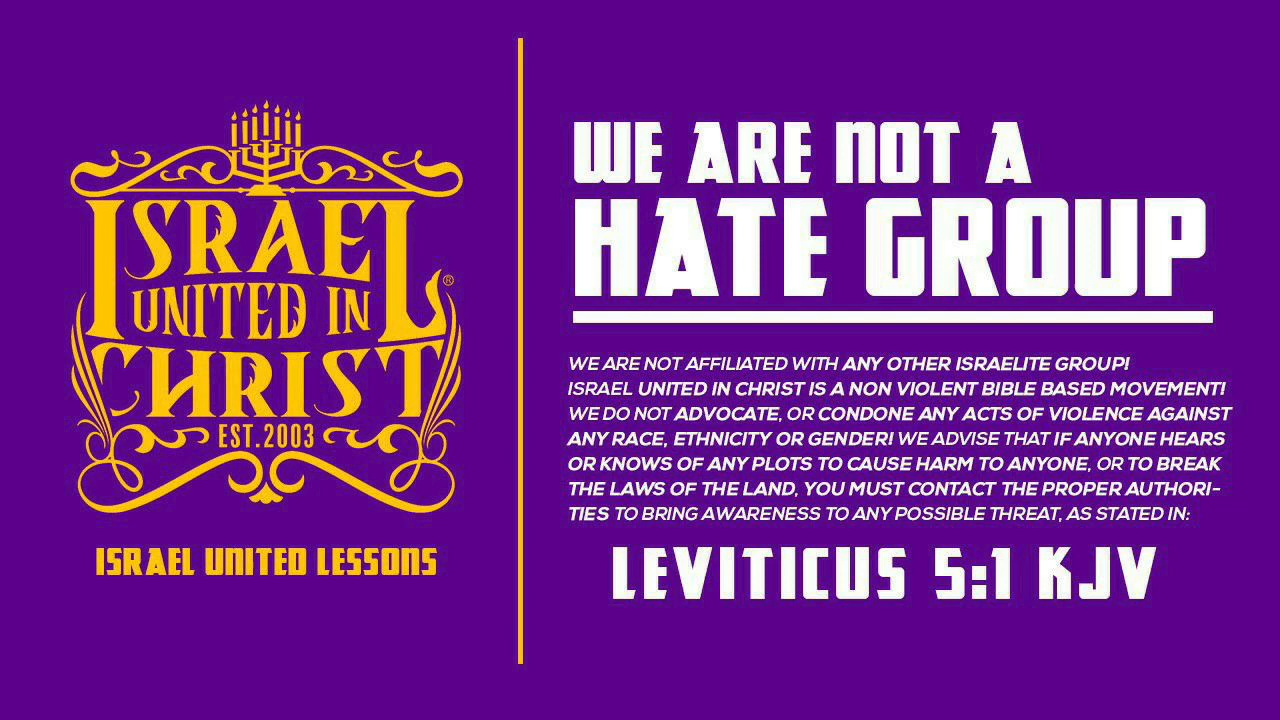 ISRAEL
UNITED IN
CHRIST
®
EST.2003
ISRAEL UNITED LESSONS
WE ARE NOT A
HATE GROUP
WE ARE NOT AFFILIATED WITH ANY OTHER ISRAELITE GROUP!
ISRAEL UNITED IN CHRIST IS A NON VIOLENT BIBLE BASED MOVEMENT!
WE DO NOT ADVOCATE, OR CONDONE ANY ACTS OF VIOLENCE AGAINST
ANY RACE, ETHNICITY OR GENDER! WE ADVISE THAT IF ANYONE HEARS
OR KNOWS OF ANY PLOTS TO CAUSE HARM TO ANYONE, OR TO BREAK
THE LAWS OF THE LAND, YOU MUST CONTACT THE PROPER AUTHORI-
TIES TO BRING AWARENESS TO ANY POSSIBLE THREAT, AS STATED IN:
LEVITICUS 5:1 KJV